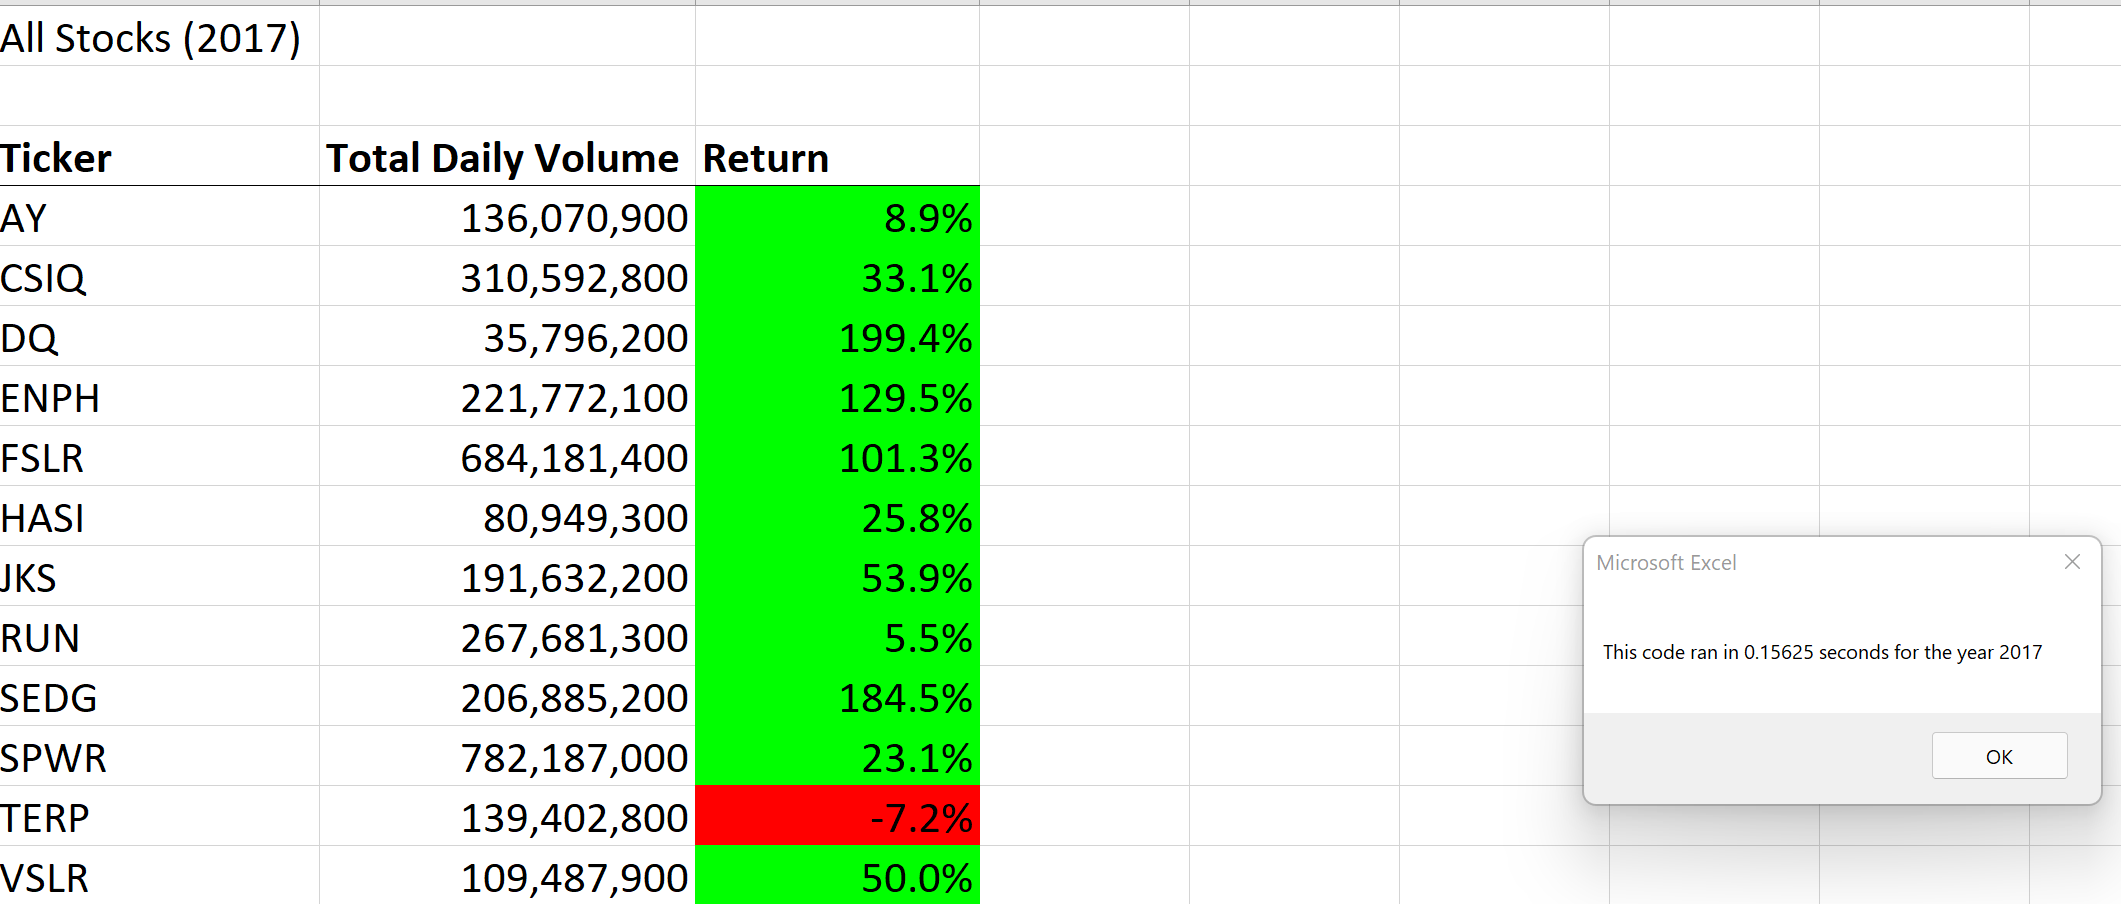 All Stocks (2017)
Ticker Total Daily Volume Return
AY 136,070,900 8.9%
CSIQ 310,592,800 33.1%
DQ 35,796,200 199.4%
ENPH 221,772,100 129.5%
FSLR 684,181,400 101.3%
HASI 80,949,300 25.8%
JKS 191,632,200 53.9%
RUN 267,681,300 5.5%
SEDG 206,885,200 184.5%
SPWR 782,187,000 23.1%
TERP 139,402,800 -7.2%
VSLR 109,487,900 50.0%
Microsoft Excel
This code ran in 0.15625 seconds for the year 2017
OK